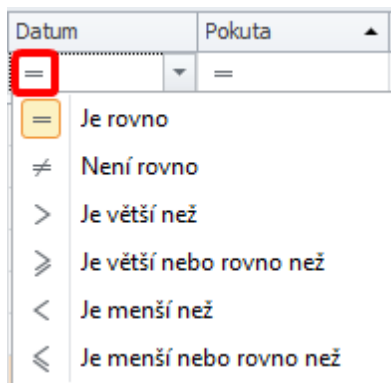 Datum Pokuta
= =
= Je rovno
≠ Není rovno
> Je větší než
⩾ Je větší nebo rovno než
< Je menší než
⩽ Je menší nebo rovno než